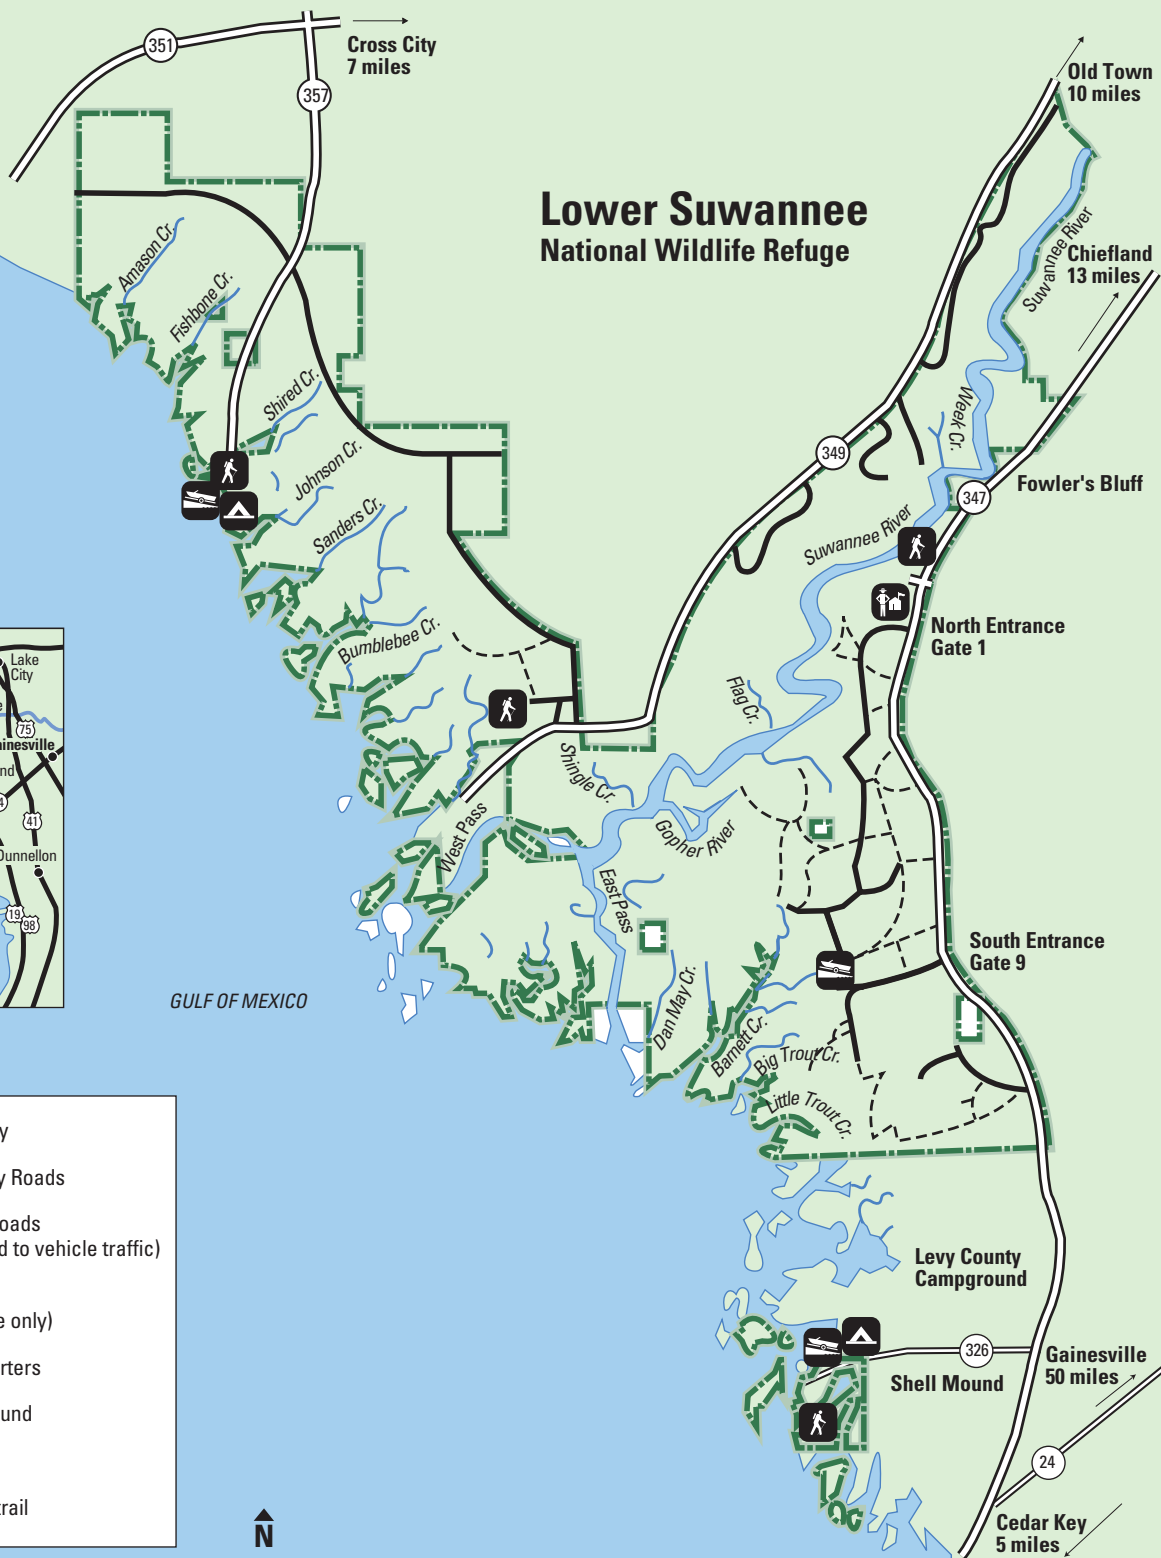 351
Cross City
7 miles
357
Old Town
10 miles
Lower Suwannee
National Wildlife Refuge
Suwannee River
Chiefland
13 miles
Amason Cr.
Fishbone Cr.
Shired Cr.
Johnson Cr.
Sanders Cr.
Week Cr.
349
347
Fowler's Bluff
Suwannee River
North Entrance
Gate 1
Bumblebee Cr.
Flag Cr.
Lake
City
75
ainesville
nd
41
Dunnellon
19
98
Shingle Cr.
West Pass
Gopher River
East Pass
South Entrance
Gate 9
GULF OF MEXICO
Dan May Cr.
Barnett Cr.
Big Trout Cr.
Little Trout Cr.
y
y Roads
oads
d to vehicle traffic)
e only)
rters
und
trail
Levy County
Campground
326
Shell Mound
Gainesville
50 miles
24
Cedar Key
5 miles
N